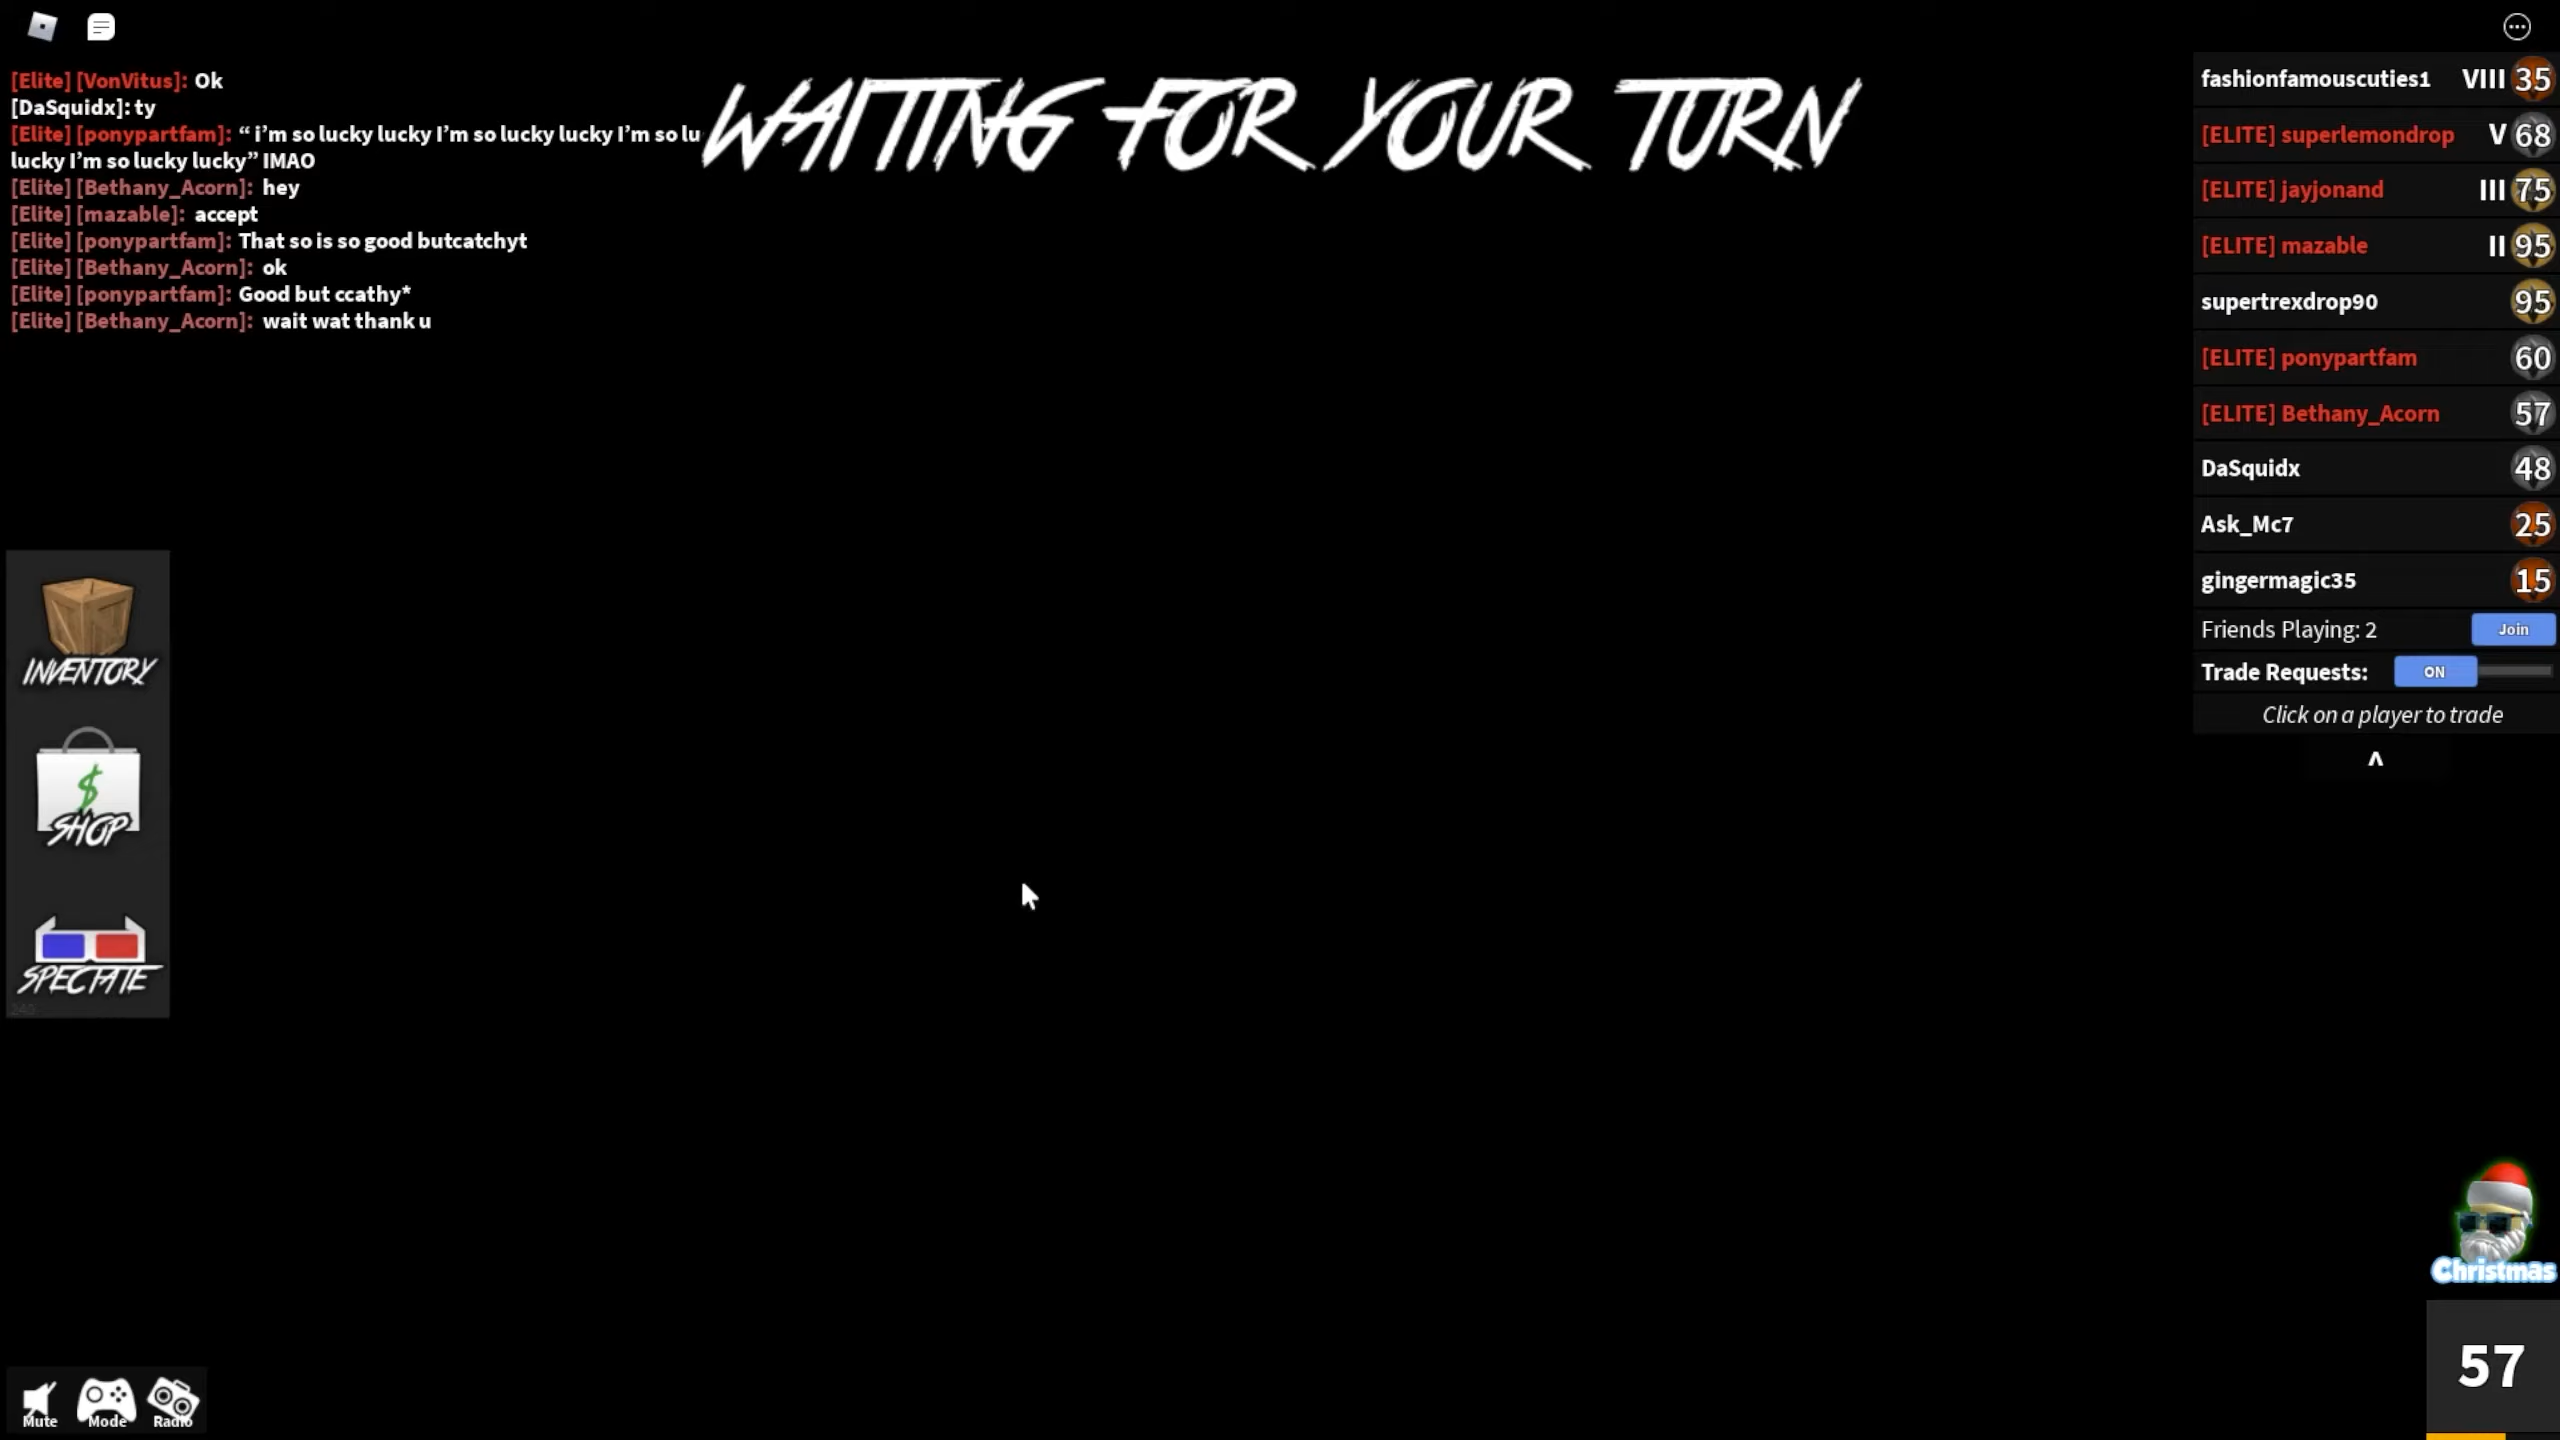 [Elite] [VonVitus]: Ok
[DaSquidx]: ty
[Elite] [ponypartfam]: “ i’m so lucky lucky I’m so lucky lucky I’m so lu
lucky I’m so lucky lucky” lMAO
[Elite] [Bethany_Acorn]: hey
[Elite] [mazable]: accept
[Elite] [ponypartfam]: That so is so good butcatchyt
[Elite] [Bethany_Acorn]: ok
[Elite] [ponypartfam]: Good but ccathy*
[Elite] [Bethany_Acorn]: wait wat thank u
WAITING FOR YOUR TURN
fashionfamouscuties1 VIII 35
[ELITE] superlemondrop V 68
[ELITE] jayjonand III 75
[ELITE] mazable II 95
supertrexdrop90 95
[ELITE] ponypartfam 60
[ELITE] Bethany_Acorn 57
DaSquidx 48
Ask_Mc7 25
gingermagic35 15
Friends Playing: 2 Join
Trade Requests: ON
Click on a player to trade
INVENTORY
$
SHOP
SPECTATE
240
Christmas
57
Mute Mode Radio